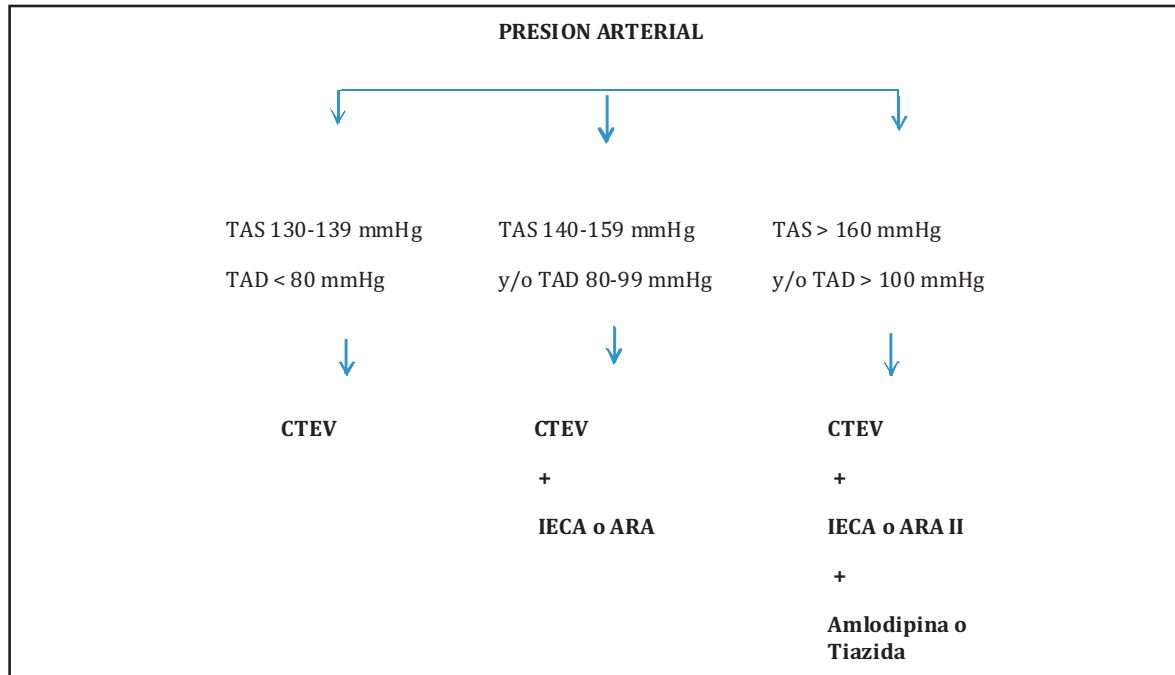 PRESION ARTERIAL
TAS 130-139 mmHg
TAD < 80 mmHg
TAS 140-159 mmHg
y/o TAD 80-99 mmHg
TAS > 160 mmHg
y/o TAD > 100 mmHg
CTEV
CTEV
+
IECA o ARA
CTEV
+
IECA o ARA II
+
Amlodipina o
Tiazida